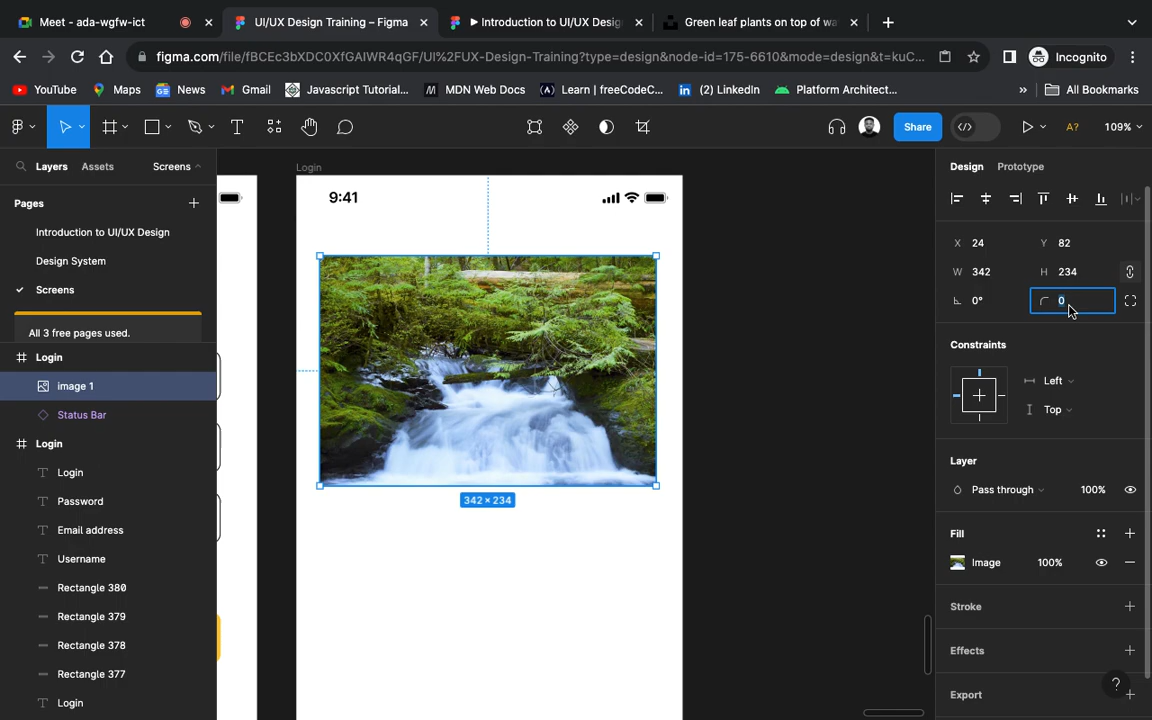 Meet - ada-wgfw-ict
UI/UX Design Training – Figma
Introduction to UI/UX Desig
Green leaf plants on top of wa
figma.com/file/fBCEc3bXDC0XfGAIWR4qGF/UI%2FUX-Design-Training?type=design&node-id=175-6610&mode=design&t=kuC...
Incognito
YouTube
Maps
News
Gmail
Javascript Tutorial...
MDN Web Docs
Learn | freeCodeC...
(2) LinkedIn
Platform Architect...
»
All Bookmarks
Share
A?
109%
Layers
Assets
Screens
Pages
Introduction to UI/UX Design
Design System
Screens
All 3 free pages used.
Login
image 1
Status Bar
Login
Login
Password
Email address
Username
Rectangle 380
Rectangle 379
Rectangle 378
Rectangle 377
Login
Login
9:41
342 × 234
Design
Prototype
X 24
Y 82
W 342
H 234
0°
0
Constraints
Left
Top
Layer
Pass through
100%
Fill
Image
100%
Stroke
Effects
Export
?